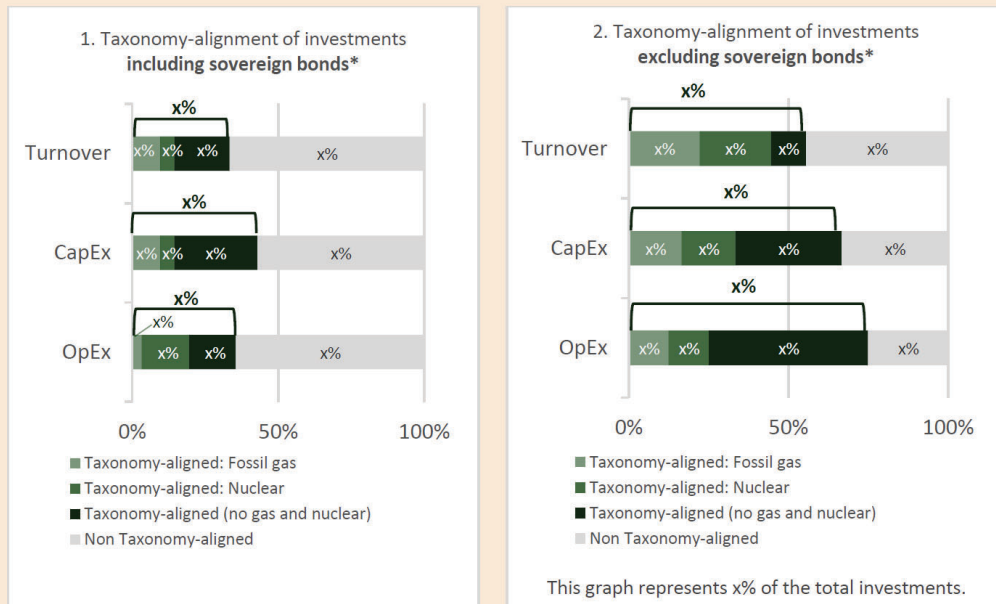 1. Taxonomy-alignment of investments
including sovereign bonds*
x%
Turnover
x%
x%
x%
x%
x%
CapEx
x%
x%
x%
x%
x%
x%
OpEx
x%
x%
x%
0%
50%
100%
Taxonomy-aligned: Fossil gas
Taxonomy-aligned: Nuclear
Taxonomy-aligned (no gas and nuclear)
Non Taxonomy-aligned
2. Taxonomy-alignment of investments
excluding sovereign bonds*
x%
Turnover
x%
x%
x%
x%
x%
CapEx
x%
x%
x%
x%
x%
OpEx
x%
x%
x%
x%
0%
50%
100%
Taxonomy-aligned: Fossil gas
Taxonomy-aligned: Nuclear
Taxonomy-aligned (no gas and nuclear)
Non Taxonomy-aligned
This graph represents x% of the total investments.